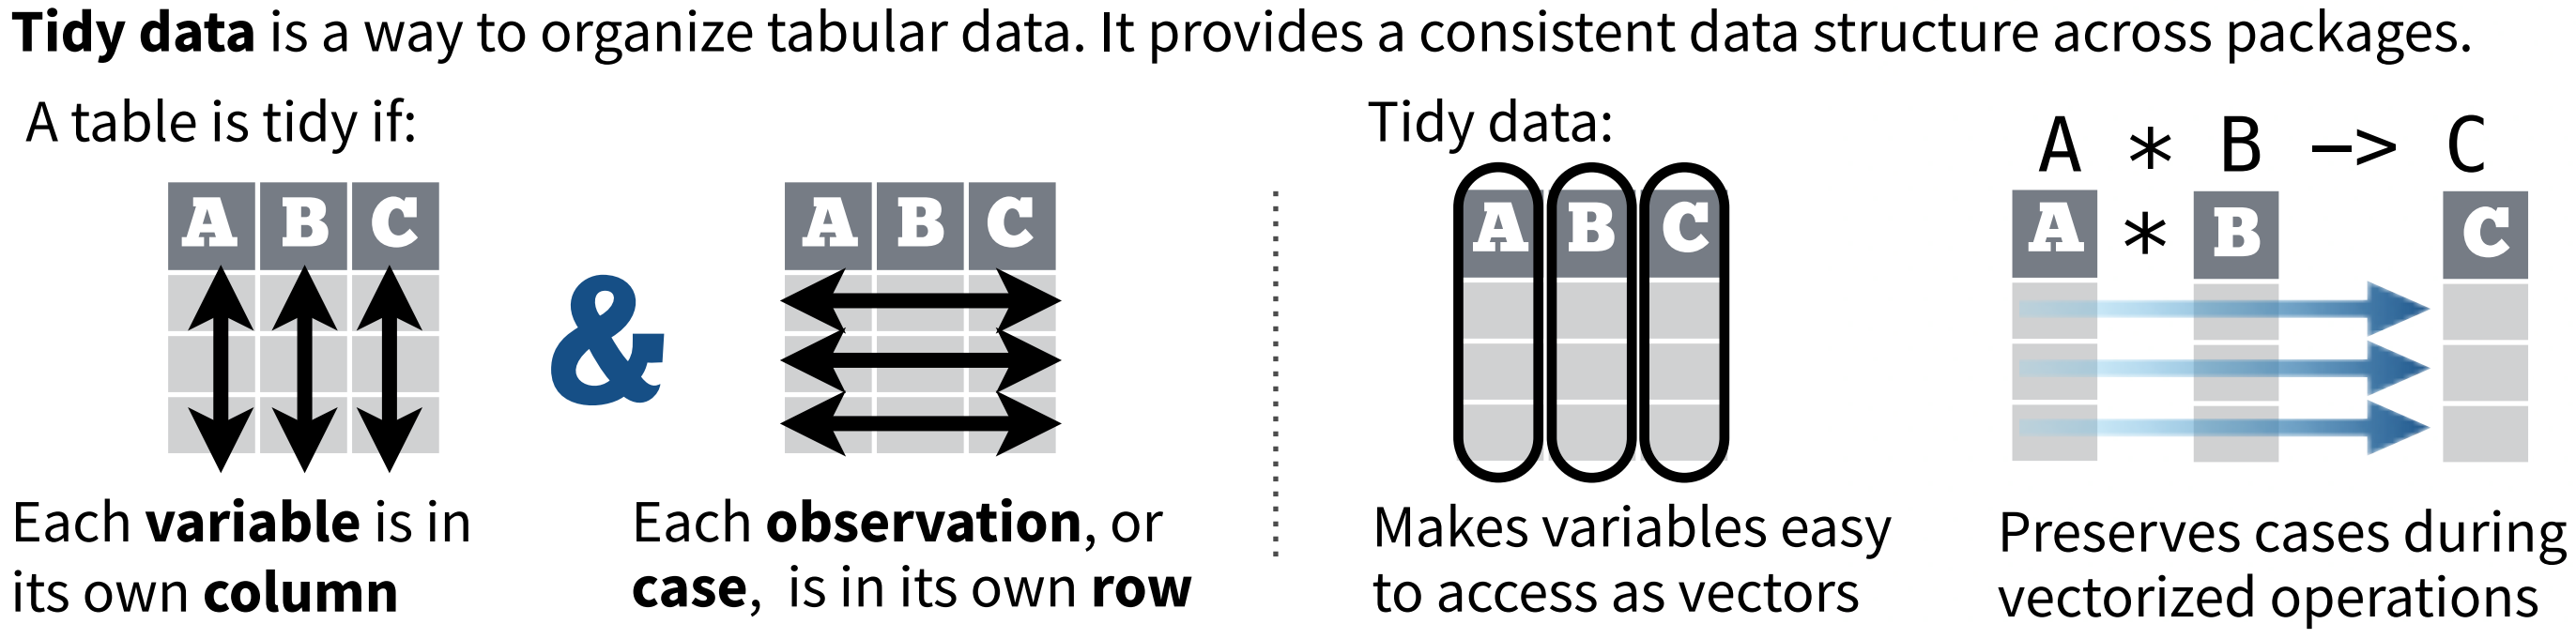 Tidy data is a way to organize tabular data. It provides a consistent data structure across packages.
A table is tidy if:
A B C
&
A B C
Each variable is in
its own column
Each observation, or
case, is in its own row
Tidy data:
A B C
Makes variables easy
to access as vectors
A * B -> C
A * B C
Preserves cases during
vectorized operations